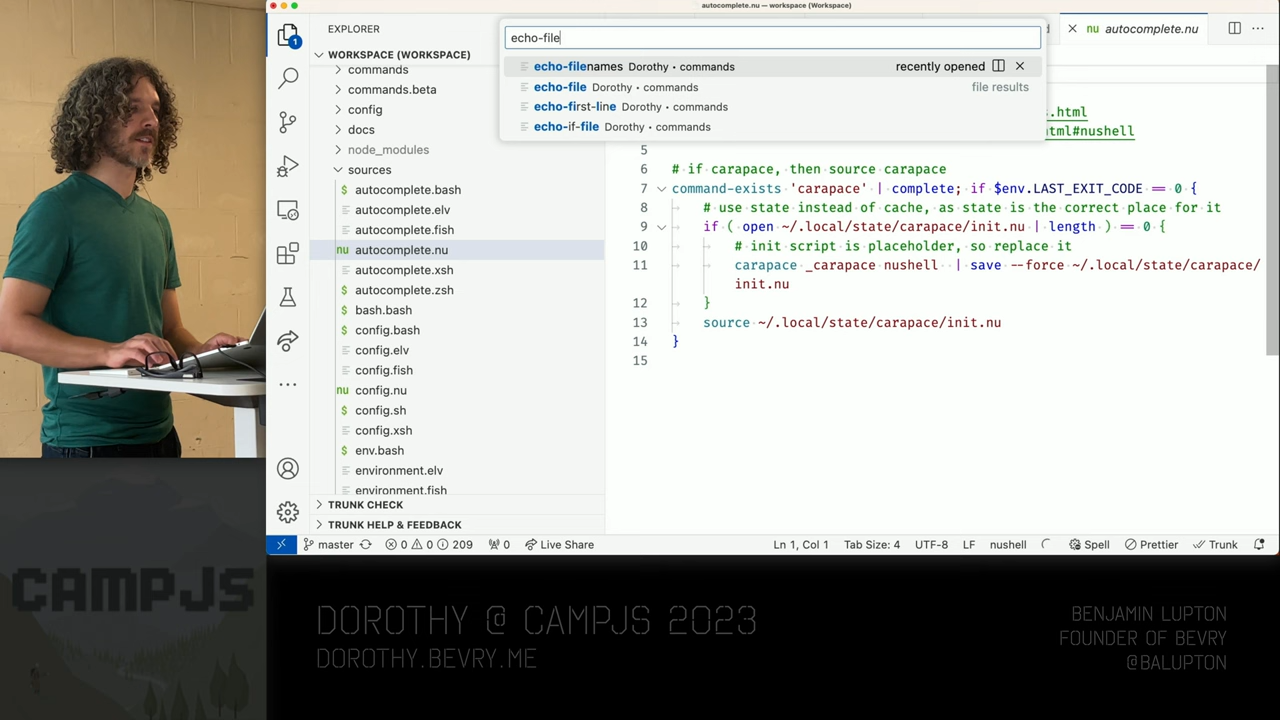 autocomplete.nu — workspace (Workspace)
EXPLORER
WORKSPACE (WORKSPACE)
commands
commands.beta
config
docs
node_modules
sources
autocomplete.bash
autocomplete.elv
autocomplete.fish
nu autocomplete.nu
autocomplete.xsh
autocomplete.zsh
bash.bash
config.bash
config.elv
config.fish
nu config.nu
config.sh
config.xsh
env.bash
environment.elv
environment.fish
TRUNK CHECK
TRUNK HELP & FEEDBACK
1
echo-file
echo-filenames Dorothy • commands recently opened
echo-file Dorothy • commands file results
echo-first-line Dorothy • commands
echo-if-file Dorothy • commands
nu autocomplete.nu
s.html
html#nushell
5
6 # if carapace, then source carapace
7 command-exists 'carapace' | complete; if $env.LAST_EXIT_CODE == 0 {
8 # use state instead of cache, as state is the correct place for it
9 if ( open ~/.local/state/carapace/init.nu | length ) == 0 {
10 # init script is placeholder, so replace it
11 carapace _carapace nushell | save --force ~/.local/state/carapace/
init.nu
12 }
13 source ~/.local/state/carapace/init.nu
14 }
15
master 0 0 209 0 Live Share Ln 1, Col 1 Tab Size: 4 UTF-8 LF nushell Spell Prettier Trunk
CAMPJS
DOROTHY @ CAMPJS 2023
DOROTHY.BEVRY.ME
BENJAMIN LUPTON
FOUNDER OF BEVRY
@BALUPTON